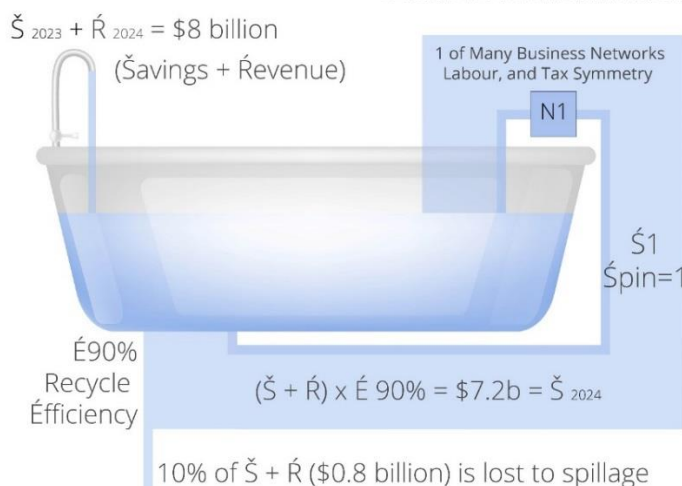 Š 2023 + Ŕ 2024 = $8 billion
(Šavings + Ŕevenue)
1 of Many Business Networks
Labour, and Tax Symmetry
N1
Ś1
Śpin=1
É90%
Recycle
Éfficiency
(Š + Ŕ) x É 90% = $7.2b = Š 2024
10% of Š + Ŕ ($0.8 billion) is lost to spillage